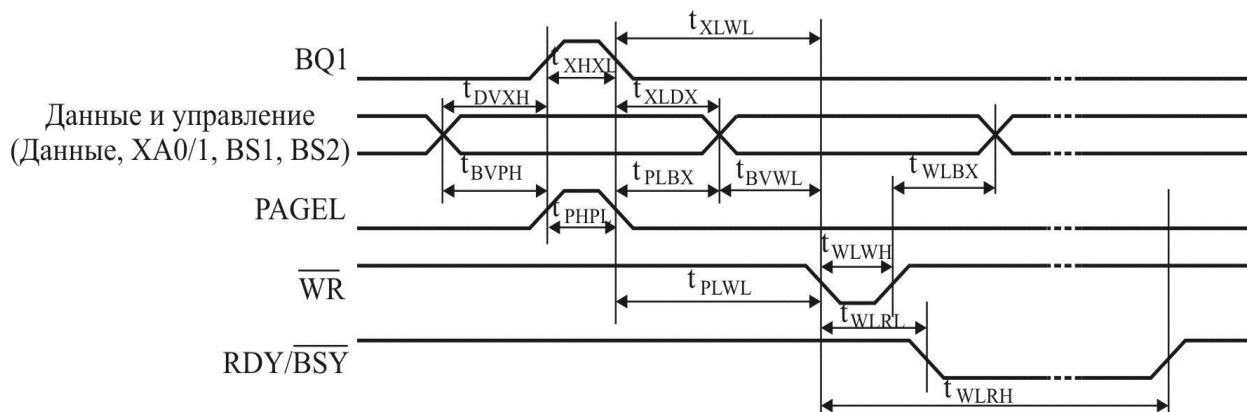 t XLWL
BQ1
t XHXL
t DVXH
t XLDX
Данные и управление
(Данные, XA0/1, BS1, BS2)
t BVPH
t PLBX
t BVWL
t WLBX
PAGEL
t PHPL
t WLWH
WR
t PLWL
t WLRL
RDY/BSY
t WLRH